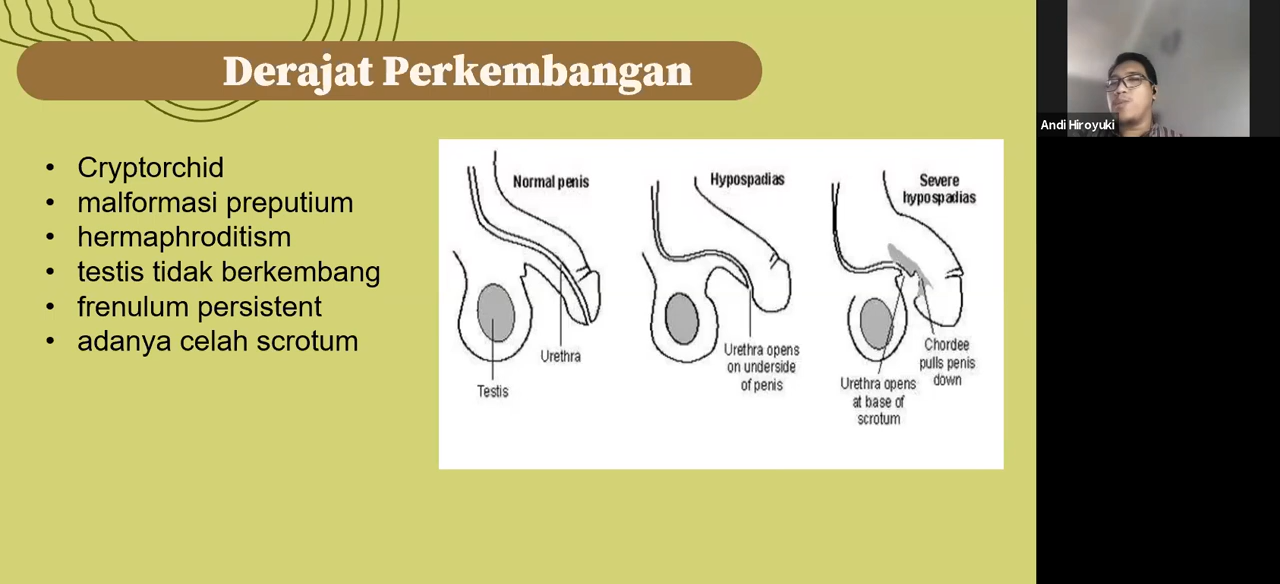 Derajat Perkembangan
Andi Hiroyuki
• Cryptorchid
• malformasi preputium
• hermaphroditism
• testis tidak berkembang
• frenulum persistent
• adanya celah scrotum
Normal penis
Testis
Urethra
Hypospadias
Urethra opens
on underside
of penis
Severe
hypospadias
Urethra opens
at base of
scrotum
Chordee
pulls penis
down